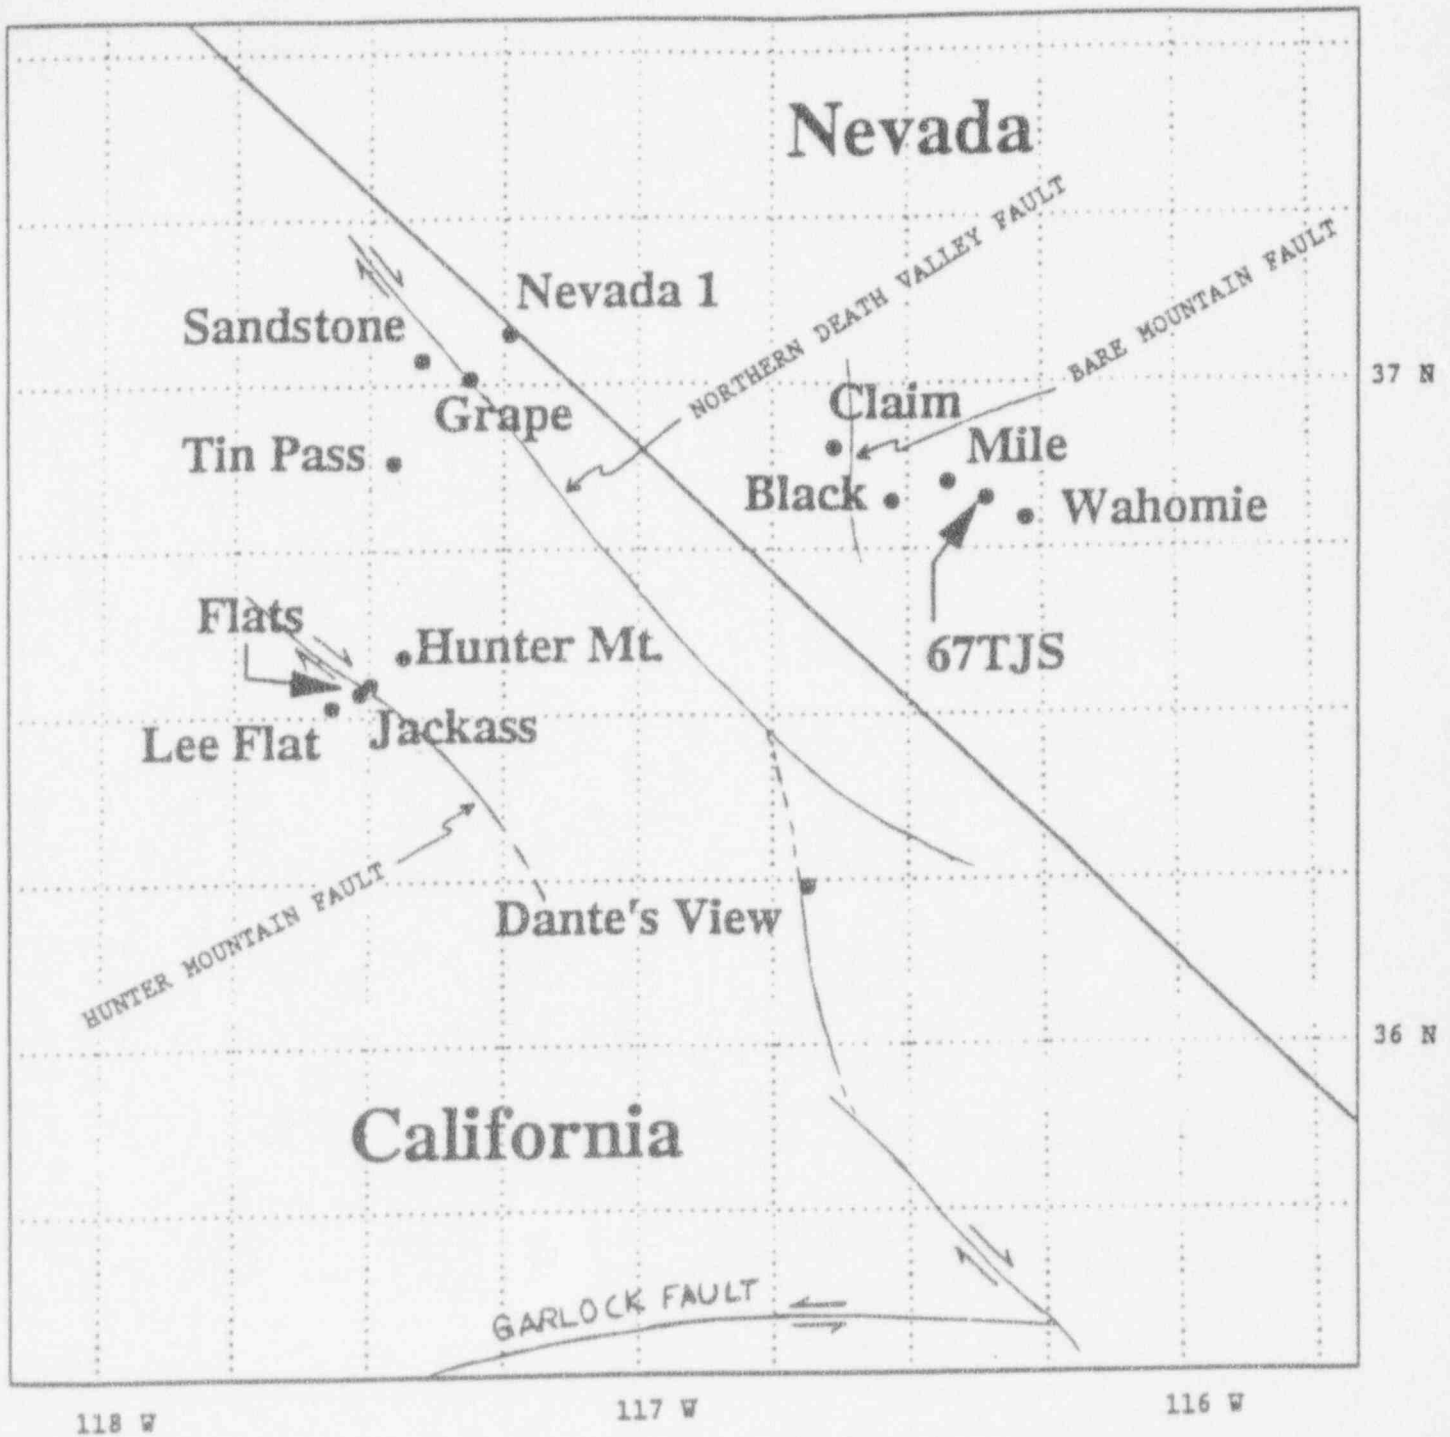 Nevada
NORTHERN DEATH VALLEY FAULT
BARE MOUNTAIN FAULT
Nevada 1
Sandstone
37 N
Claim
Grape
Mile
Tin Pass
Black
Wahomie
Flats
Hunter Mt.
67TJS
Jackass
Lee Flat
HUNTER MOUNTAIN FAULT
Dante's View
36 N
California
GARLOCK FAULT
118 W
117 W
116 W